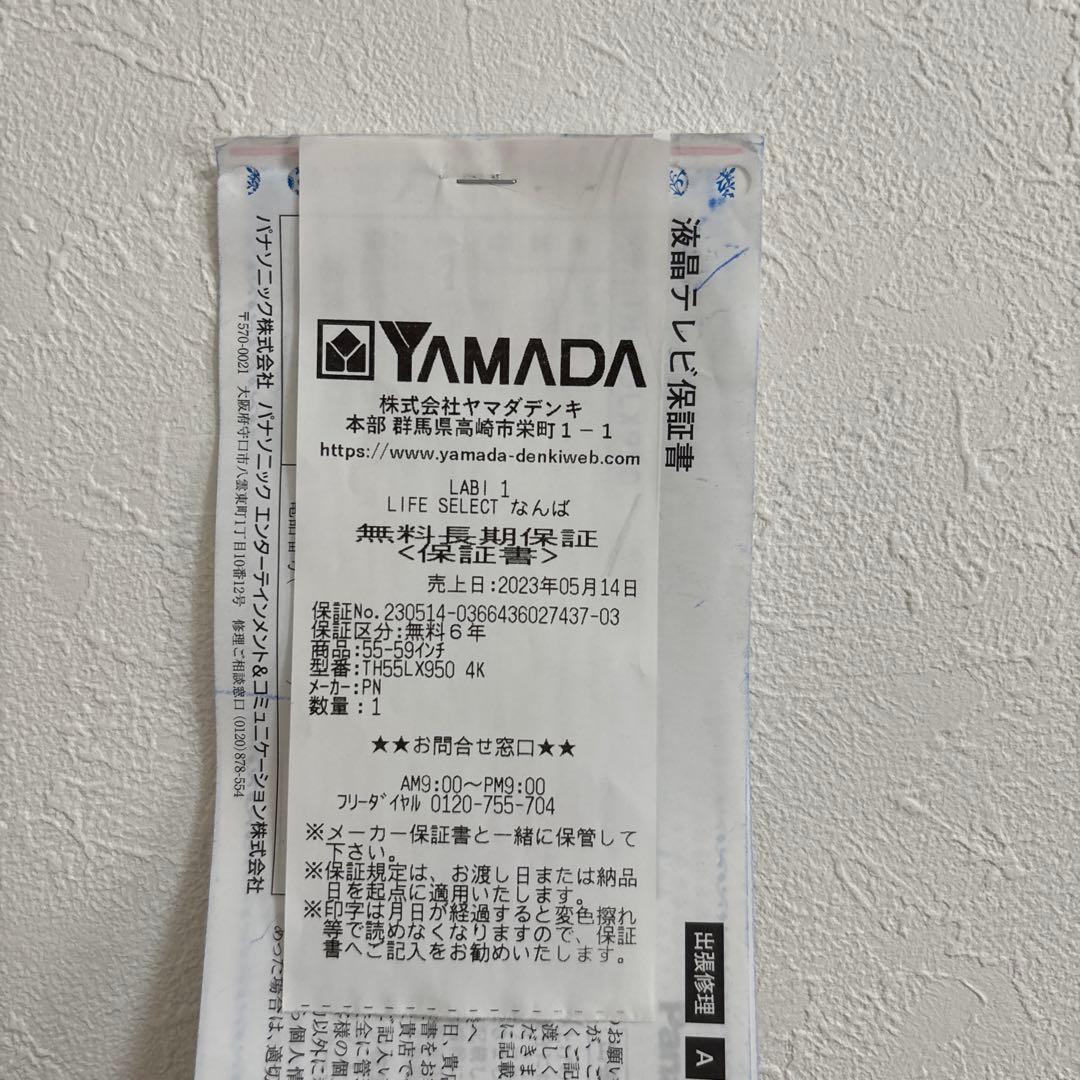 YAMADA
株式会社ヤマダデンキ
本部 群馬県高崎市栄町1-1
https://www.yamada-denkiweb.com
LABI 1
LIFE SELECT なんば
無料長期保証
<保証書>
売上日:2023年05月14日
保証No.230514-0366436027437-03
保証区分:無料6年
商品:55-59インチ
型番:TH55LX950 4K
メーカー:PN
数量:1
★★お問合せ窓口★★
AM9:00～PM9:00
フリーダイヤル 0120-755-704
※メーカー保証書と一緒に保管して
下さい。
※保証規定は、お渡し日または納品
日を起点に適用いたします。
※印字は月日が経過すると変色擦れ
等で読めなくなりますので、保証
書へご記入をお勧めいたします。
液晶テレビ保証書
出張修理
A
パナソニック株式会社 パナソニック エンターテインメント&コミュニケーション株式会社
〒570-0021 大阪府守口市八雲東町1丁目10番12号 修理ご相談窓口 (0120)878-554